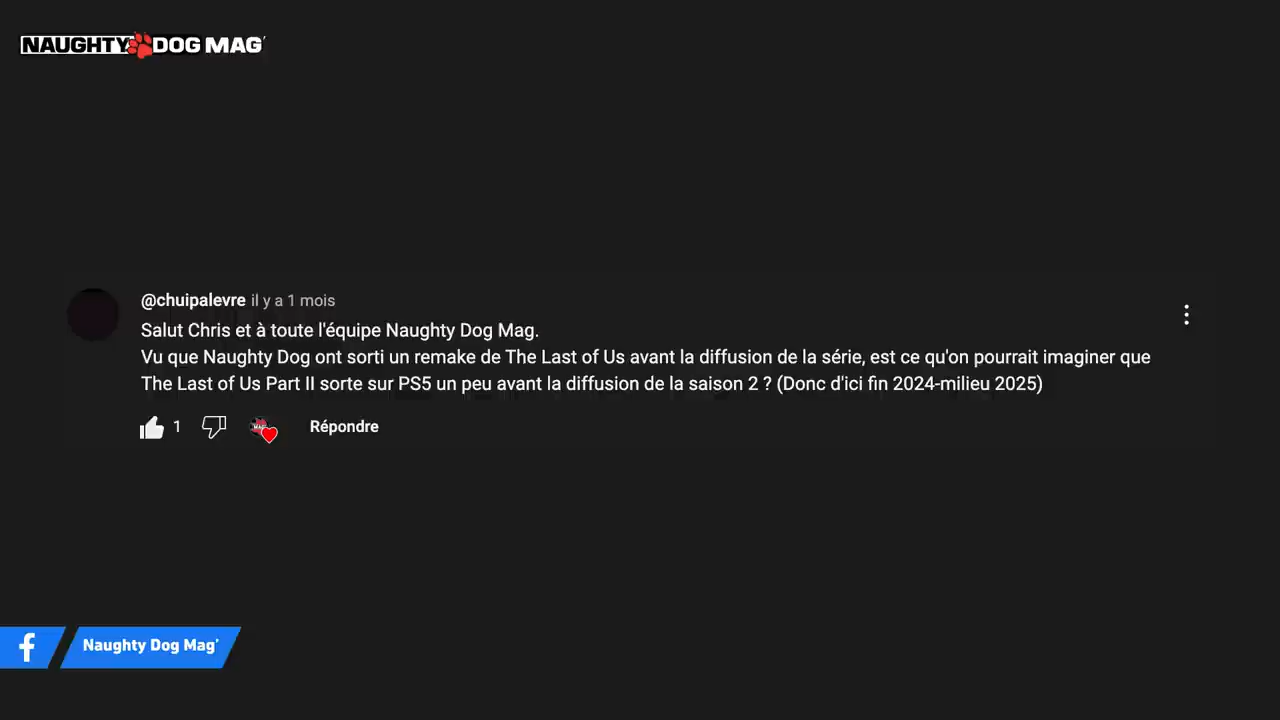 NAUGHTY DOG MAG'
@chuipalevre il y a 1 mois
Salut Chris et à toute l'équipe Naughty Dog Mag.
Vu que Naughty Dog ont sorti un remake de The Last of Us avant la diffusion de la série, est ce qu'on pourrait imaginer que
The Last of Us Part II sorte sur PS5 un peu avant la diffusion de la saison 2 ? (Donc d'ici fin 2024-milieu 2025)
1 Répondre
Naughty Dog Mag'